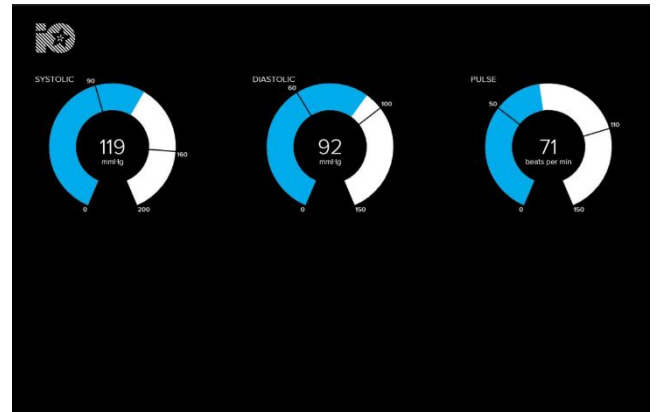 iO
SYSTOLIC
90
160
119
mmHg
0
200
DIASTOLIC
60
100
92
mmHg
0
150
PULSE
50
110
71
beats per min
0
150